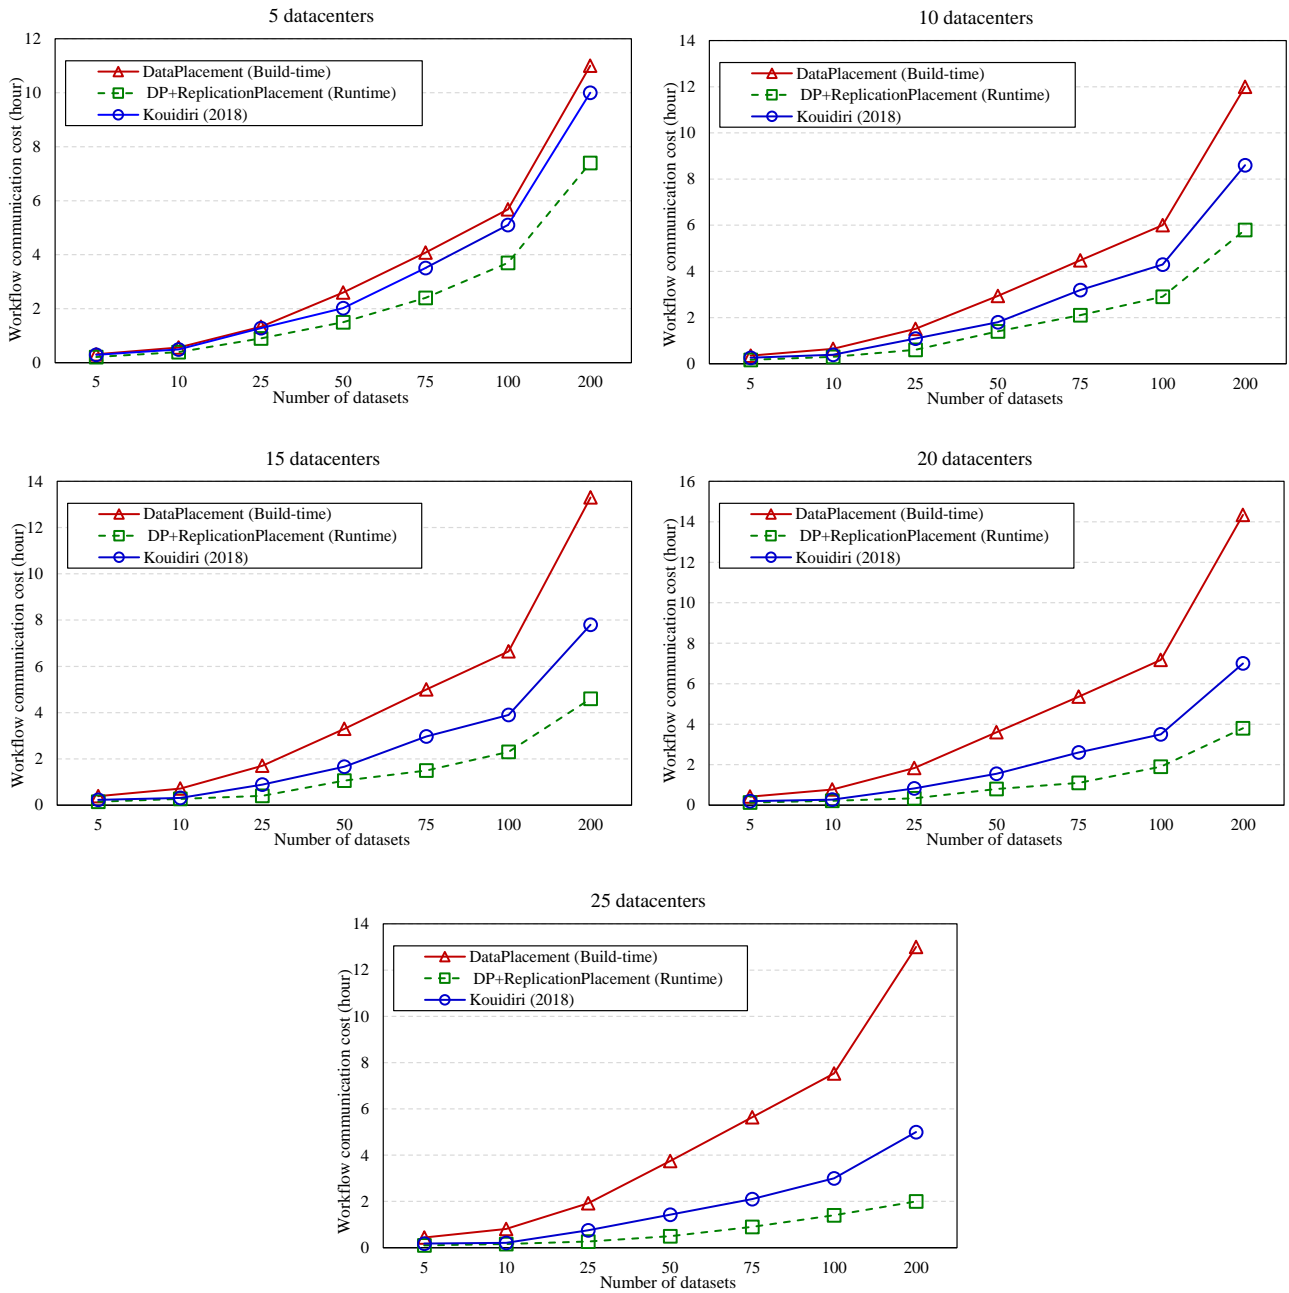 5 datacenters
Workflow communication cost (hour)
12
10
8
6
4
2
0
DataPlacement (Build-time)
DP+ReplicationPlacement (Runtime)
Kouidiri (2018)
5 10 25 50 75 100 200
Number of datasets
10 datacenters
Workflow communication cost (hour)
14
12
10
8
6
4
2
0
DataPlacement (Build-time)
DP+ReplicationPlacement (Runtime)
Kouidiri (2018)
5 10 25 50 75 100 200
Number of datasets
15 datacenters
Workflow communication cost (hour)
14
12
10
8
6
4
2
0
DataPlacement (Build-time)
DP+ReplicationPlacement (Runtime)
Kouidiri (2018)
5 10 25 50 75 100 200
Number of datasets
20 datacenters
Workflow communication cost (hour)
16
14
12
10
8
6
4
2
0
DataPlacement (Build-time)
DP+ReplicationPlacement (Runtime)
Kouidiri (2018)
5 10 25 50 75 100 200
Number of datasets
25 datacenters
Workflow communication cost (hour)
14
12
10
8
6
4
2
0
DataPlacement (Build-time)
DP+ReplicationPlacement (Runtime)
Kouidiri (2018)
5 10 25 50 75 100 200
Number of datasets